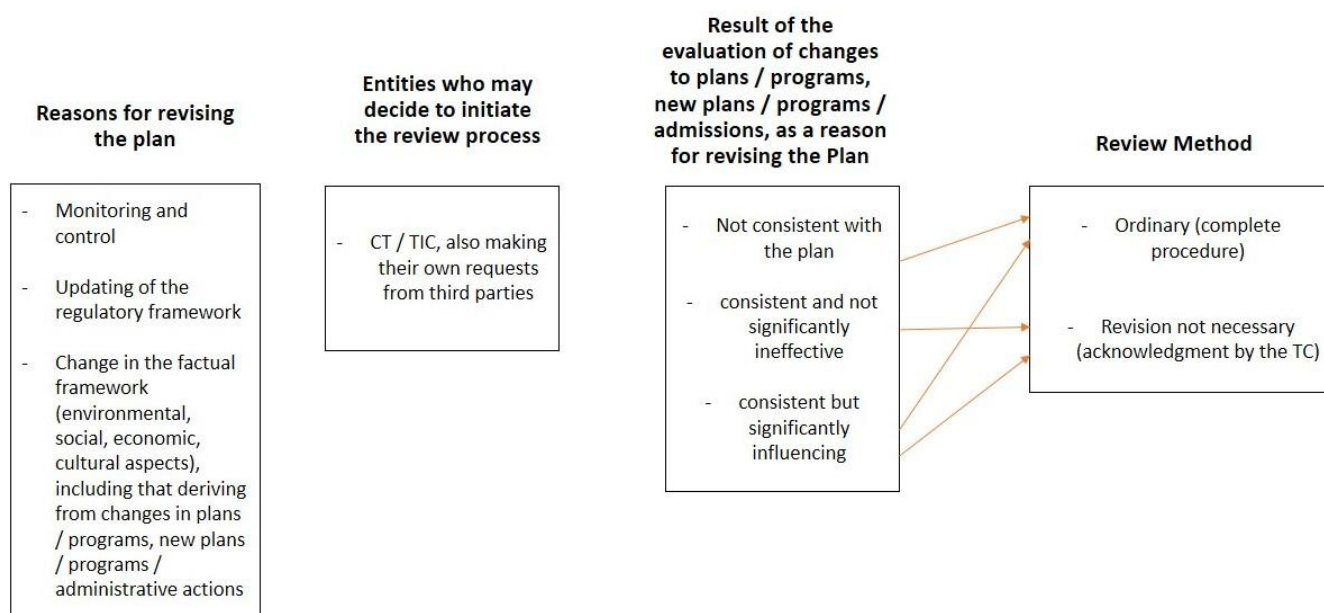 Reasons for revising
the plan
- Monitoring and
control
- Updating of the
regulatory framework
- Change in the factual
framework
(environmental,
social, economic,
cultural aspects),
including that deriving
from changes in plans
/ programs, new plans
/ programs /
administrative actions
Entities who may
decide to initiate
the review process
- CT / TIC, also making
their own requests
from third parties
Result of the
evaluation of changes
to plans / programs,
new plans / programs /
admissions, as a reason
for revising the Plan
- Not consistent with
the plan
- consistent and not
significantly
ineffective
- consistent but
significantly
influencing
Review Method
- Ordinary (complete
procedure)
- Revision not necessary
(acknowledgment by the TC)